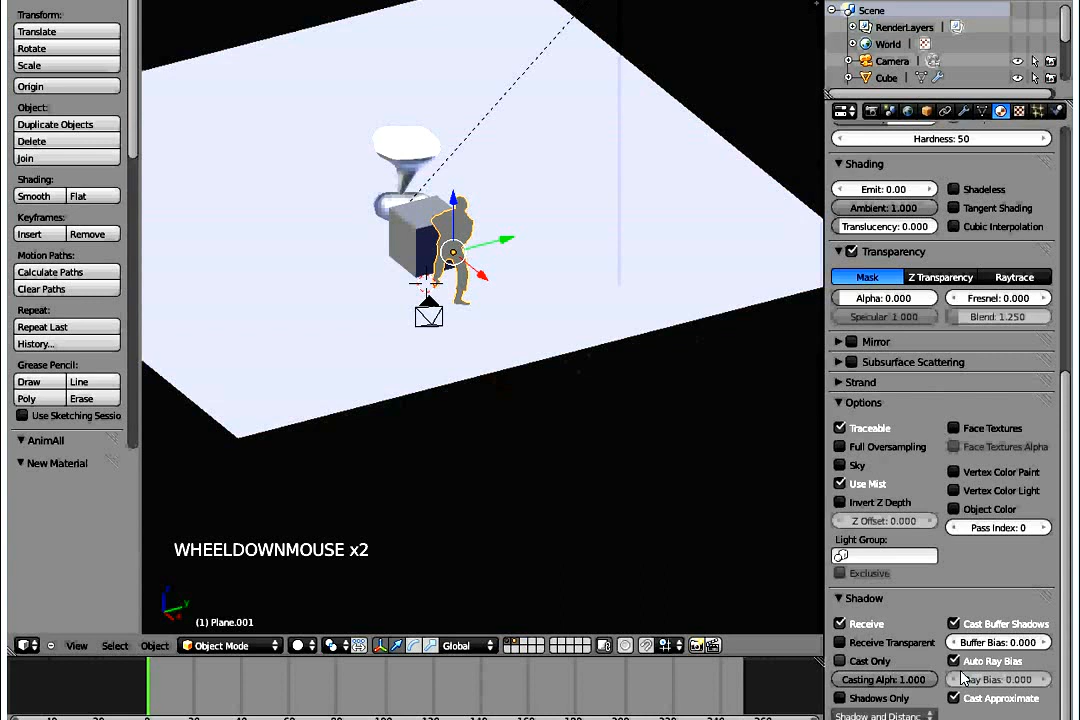 Transform:
Translate
Rotate
Scale
Origin
Object:
Duplicate Objects
Delete
Join
Shading:
Smooth Flat
Keyframes:
Insert Remove
Motion Paths:
Calculate Paths
Clear Paths
Repeat:
Repeat Last
History...
Grease Pencil:
Draw Line
Poly Erase
Use Sketching Sessio
AnimAll
New Material
WHEELDOWNMOUSE x2
(1) Plane.001
View Select Object Object Mode Global
Scene
RenderLayers
World
Camera
Cube
Hardness: 50
Shading
Emit: 0.00 Shadeless
Ambient: 1.000 Tangent Shading
Translucency: 0.000 Cubic Interpolation
Transparency
Mask Z Transparency Raytrace
Alpha: 0.000 Fresnel: 0.000
Specular 1.000 Blend: 1.250
Mirror
Subsurface Scattering
Strand
Options
Traceable Face Textures
Full Oversampling Face Textures Alpha
Sky
Use Mist Vertex Color Paint
Invert Z Depth Vertex Color Light
Z Offset: 0.000 Object Color
Pass Index: 0
Light Group:
Exclusive
Shadow
Receive Cast Buffer Shadows
Receive Transparent Buffer Bias: 0.000
Cast Only Auto Ray Bias
Casting Alph: 1.000 Ray Bias: 0.000
Shadows Only Cast Approximate
Shadow and Distanc